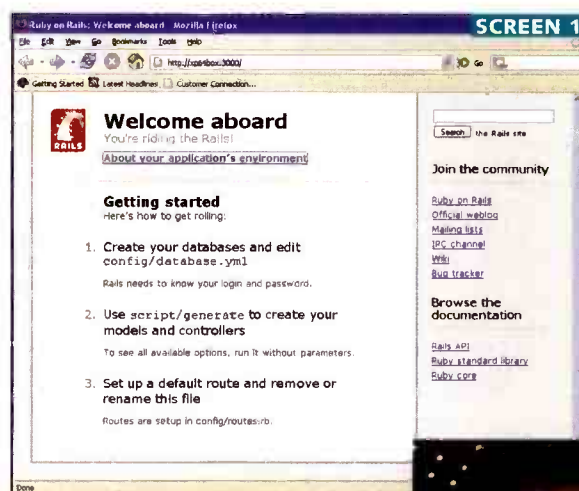 Ruby on Rails: Welcome aboard - Mozilla Firefox
SCREEN 1
File Edit View Go Bookmarks Tools Help
http://xpe4box:3000/
Go
Getting Started Latest Headlines Customer Connection...
RAILS
Welcome aboard
You're riding the Rails!
About your application's environment
Getting started
Here's how to get rolling:
1. Create your databases and edit
config/database.yml
Rails needs to know your login and password.
2. Use script/generate to create your
models and controllers
To see all available options, run it without parameters.
3. Set up a default route and remove or
rename this file
Routes are setup in config/routes.rb.
Search the Rails site
Join the community
Ruby on Rails
Official weblog
Mailing lists
IRC channel
Wiki
Bug tracker
Browse the
documentation
Rails API
Ruby standard library
Ruby core
Done